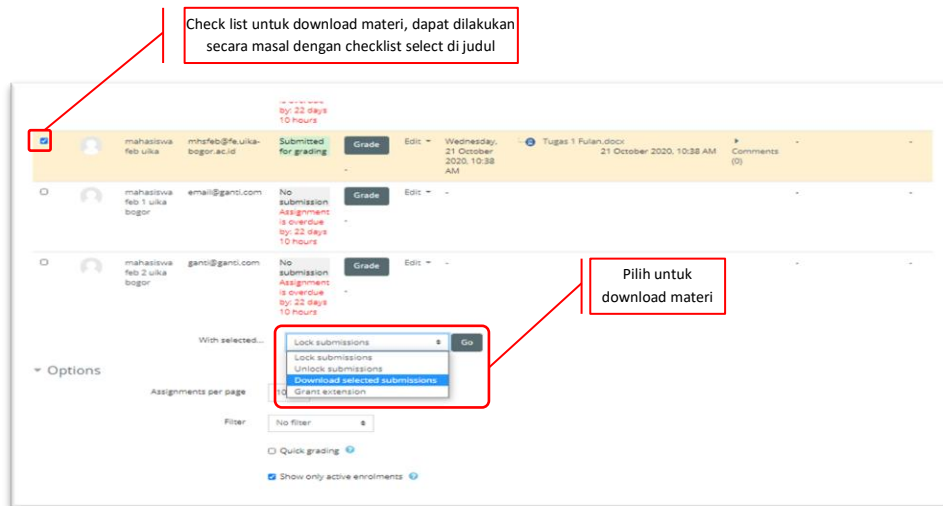 Check list untuk download materi, dapat dilakukan
secara masal dengan checklist select di judul
by: 22 days
10 hours
mahasiswa
feb uika
mhsfeb@fe.uika-
bogor.ac.id
Submitted
for grading
Grade
-
Edit
Wednesday,
21 October
2020, 10:38
AM
Tugas 1 Fulan.docx
21 October 2020, 10:38 AM
Comments
(0)
-
-
mahasiswa
feb 1 uika
bogor
email@ganti.com
No
submission
Assignment
is overdue
by: 22 days
10 hours
Grade
-
Edit
-
-
-
mahasiswa
feb 2 uika
bogor
ganti@ganti.com
No
submission
Assignment
is overdue
by: 22 days
10 hours
Grade
-
Edit
-
-
-
Pilih untuk
download materi
With selected...
Lock submissions
Go
Lock submissions
Unlock submissions
Download selected submissions
Grant extension
Options
Assignments per page
10
Filter
No filter
Quick grading
Show only active enrolments